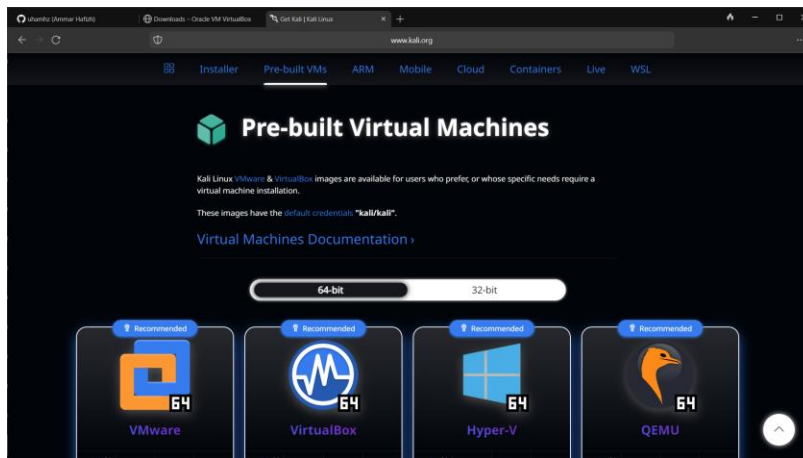 uhamhz (Ammar Hafizh)
Downloads – Oracle VM VirtualBox
Get Kali | Kali Linux
www.kali.org
Installer
Pre-built VMs
ARM
Mobile
Cloud
Containers
Live
WSL
Pre-built Virtual Machines
Kali Linux VMware & VirtualBox images are available for users who prefer, or whose specific needs require a
virtual machine installation.
These images have the default credentials "kali/kali".
Virtual Machines Documentation ›
64-bit
32-bit
Recommended
Recommended
Recommended
Recommended
64
64
64
64
VMware
VirtualBox
Hyper-V
QEMU